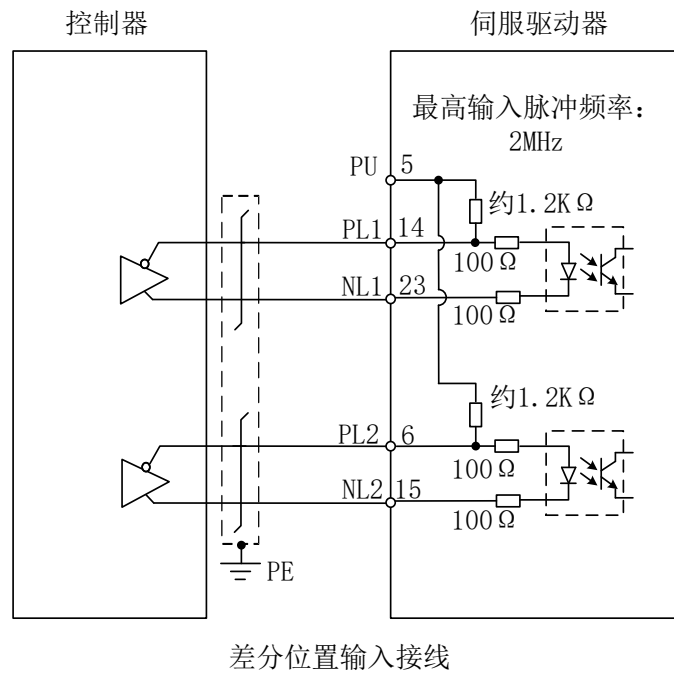 控制器
伺服驱动器
最高输入脉冲频率：
2MHz
PU 5
约1.2KΩ
PL1 14
100Ω
NL1 23
100Ω
约1.2KΩ
PL2 6
100Ω
NL2 15
100Ω
PE
差分位置输入接线